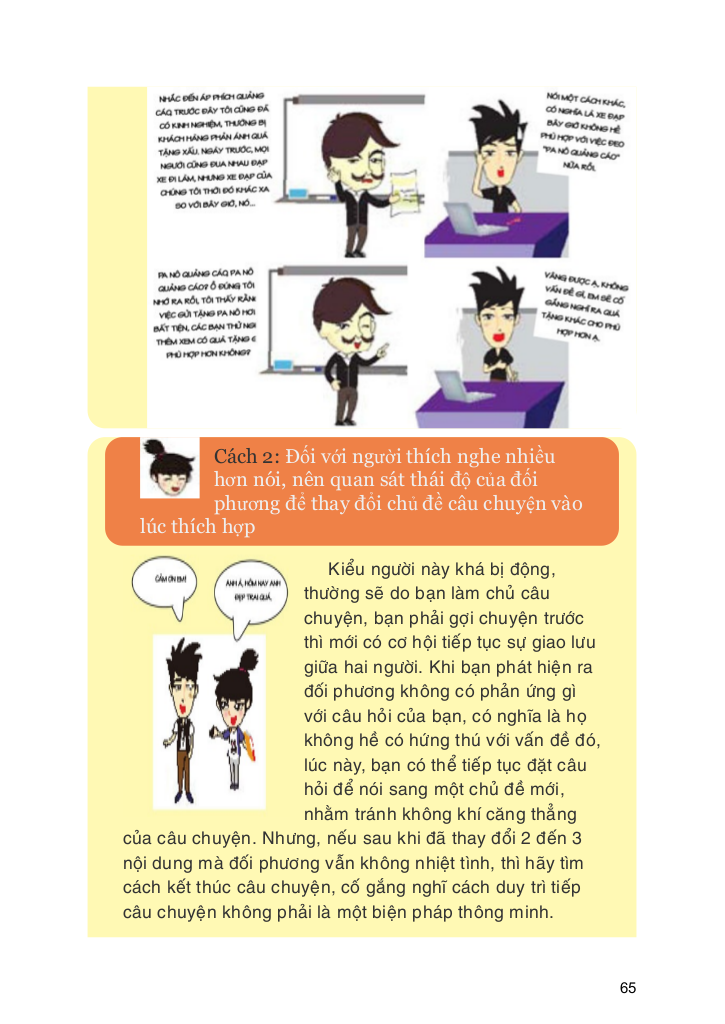 NHẮC ĐẾN ÁP PHÍCH QUẢNG
CÁO, TRƯỚC ĐÂY TÔI CŨNG ĐÃ
CÓ KINH NGHIỆM, THƯỜNG BỊ
KHÁCH HÀNG PHẢN ÁNH QUÀ
TẶNG XẤU. NGÀY TRƯỚC, MỌI
NGƯỜI CŨNG ĐUA NHAU ĐẠP
XE ĐI LÀM, NHƯNG XE ĐẠP CỦA
CHÚNG TÔI THỜI ĐÓ KHÁC XA
SO VỚI BÂY GIỜ, NÓ...
NÓI MỘT CÁCH KHÁC,
CÓ NGHĨA LÀ XE ĐẠP
BÂY GIỜ KHÔNG HỀ
PHÙ HỢP VỚI VIỆC ĐEO
"PA NÔ QUẢNG CÁO"
NỮA RỒI.
PA NÔ QUẢNG CÁO, PA NÔ
QUẢNG CÁO? Ồ ĐÚNG TÔI
NHỚ RA RỒI, TÔI THẤY RẰNG
VIỆC GỬI TẶNG PA NÔ HƠI
BẤT TIỆN, CÁC BẠN THỬ NG
THÊM XEM CÓ QUÀ TẶNG G
PHÙ HỢP HƠN KHÔNG?
VÂNG ĐƯỢC Ạ, KHÔNG
VẤN ĐỀ GÌ, EM SẼ CỐ
GẮNG NGHĨ RA QUÀ
TẶNG KHÁC CHO PHÙ
HỢP HƠN Ạ.
Cách 2: Đối với người thích nghe nhiều
hơn nói, nên quan sát thái độ của đối
phương để thay đổi chủ đề câu chuyện vào
lúc thích hợp
CẢM ƠN EM!
ANH Ạ, HÔM NAY ANH
ĐẸP TRAI QUÁ.
Kiểu người này khá bị động,
thường sẽ do bạn làm chủ câu
chuyện, bạn phải gợi chuyện trước
thì mới có cơ hội tiếp tục sự giao lưu
giữa hai người. Khi bạn phát hiện ra
đối phương không có phản ứng gì
với câu hỏi của bạn, có nghĩa là họ
không hề có hứng thú với vấn đề đó,
lúc này, bạn có thể tiếp tục đặt câu
hỏi để nói sang một chủ đề mới,
nhằm tránh không khí căng thẳng
của câu chuyện. Nhưng, nếu sau khi đã thay đổi 2 đến 3
nội dung mà đối phương vẫn không nhiệt tình, thì hãy tìm
cách kết thúc câu chuyện, cố gắng nghĩ cách duy trì tiếp
câu chuyện không phải là một biện pháp thông minh.
65